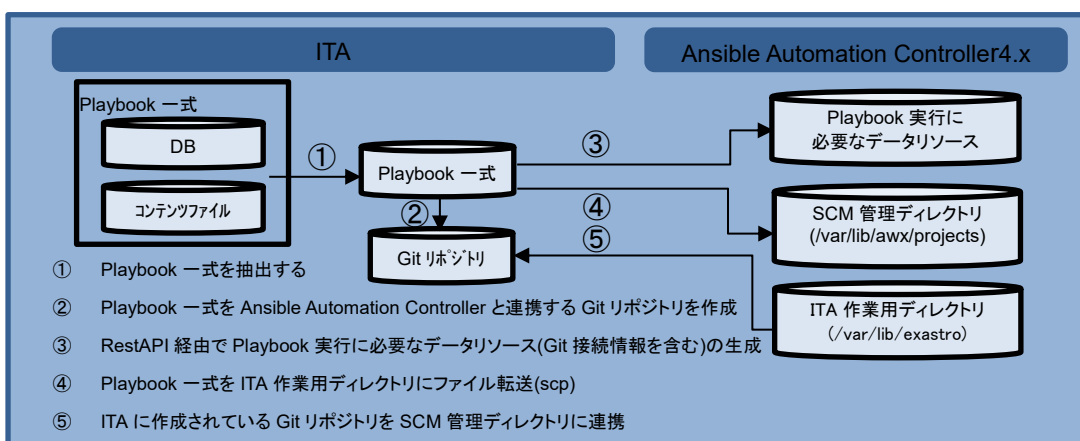 ITA
Ansible Automation Controller4.x
Playbook 一式
DB
コンテンツファイル
①
Playbook 一式
②
Git リポジトリ
③
④
⑤
Playbook 実行に
必要なデータリソース
SCM 管理ディレクトリ
(/var/lib/awx/projects)
ITA 作業用ディレクトリ
(/var/lib/exastro)
① Playbook 一式を抽出する
② Playbook 一式を Ansible Automation Controller と連携する Git リポジトリを作成
③ RestAPI 経由で Playbook 実行に必要なデータリソース(Git 接続情報を含む)の生成
④ Playbook 一式を ITA 作業用ディレクトリにファイル転送(scp)
⑤ ITA に作成されている Git リポジトリを SCM 管理ディレクトリに連携